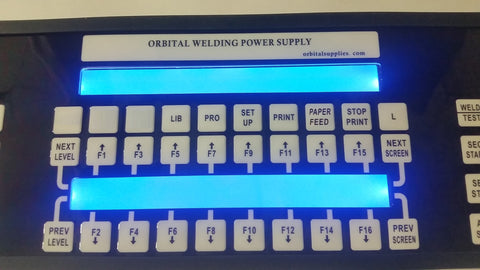 ORBITAL WELDING POWER SUPPLY
orbitalsupplies. com
LIB
PRO
SET
UP
PRINT
PAPER
FEED
STOP
PRINT
L
WELD
TEST
NEXT
LEVEL
F1
F3
F5
F7
F9
F11
F13
F15
NEXT
SCREEN
PREV
LEVEL
F2
F4
F6
F8
F10
F12
F14
F16
PREV
SCREEN